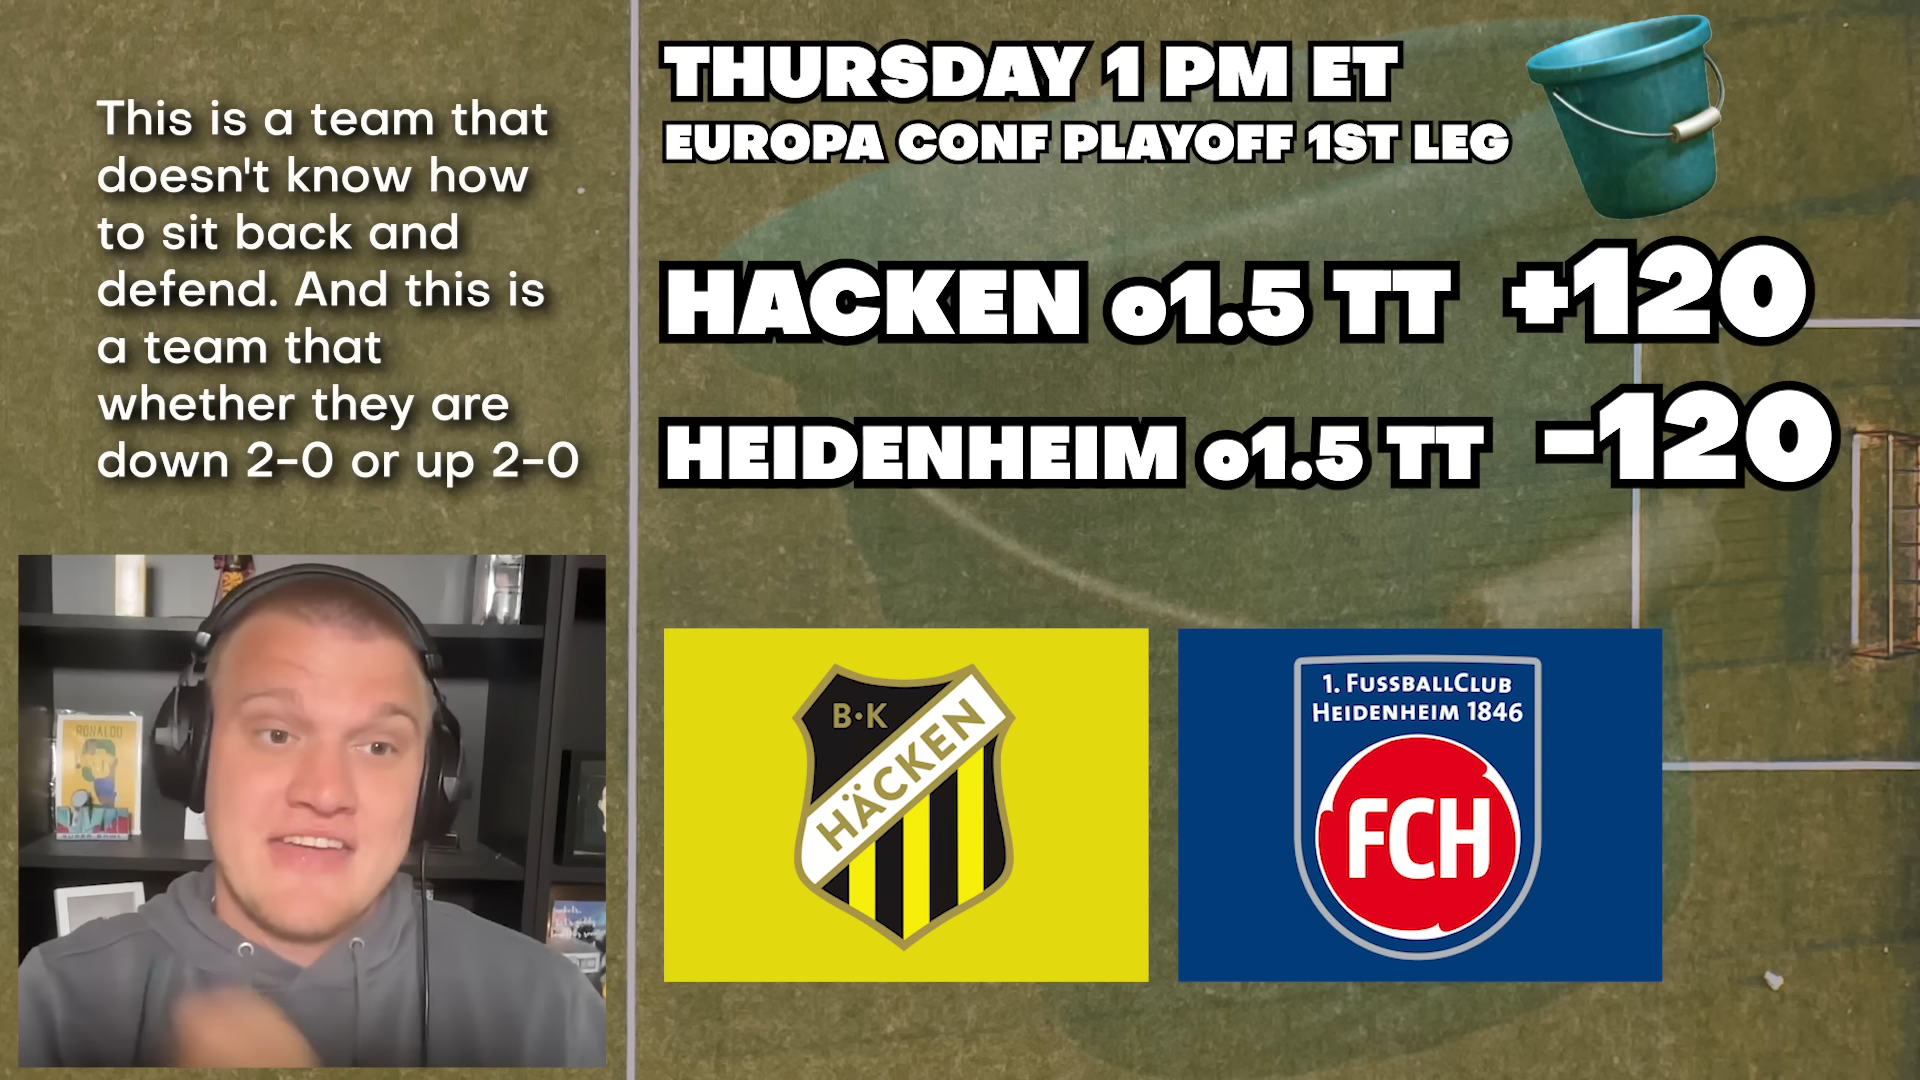 This is a team that
doesn't know how
to sit back and
defend. And this is
a team that
whether they are
down 2-0 or up 2-0
THURSDAY 1 PM ET
EUROPA CONF PLAYOFF 1ST LEG
HACKEN o1.5 TT +120
HEIDENHEIM o1.5 TT -120
RONALDO
B·K
HÄCKEN
1. FUSSBALLCLUB
HEIDENHEIM 1846
FCH